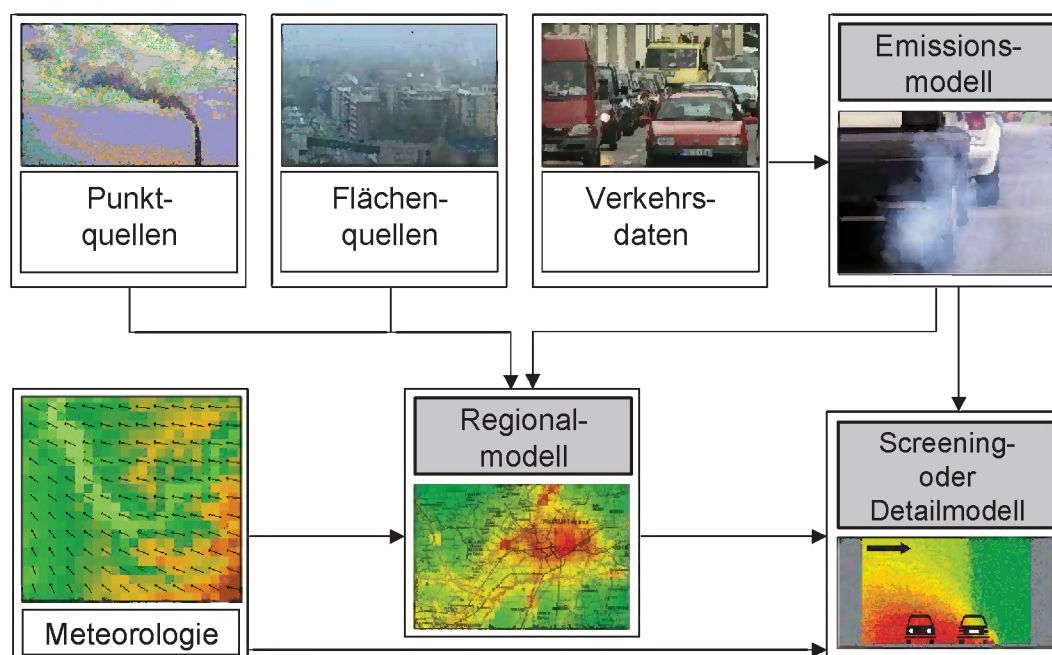 Punkt-
quellen
Flächen-
quellen
Verkehrs-
daten
Emissions-
modell
Meteorologie
Regional-
modell
Screening-
oder
Detailmodell